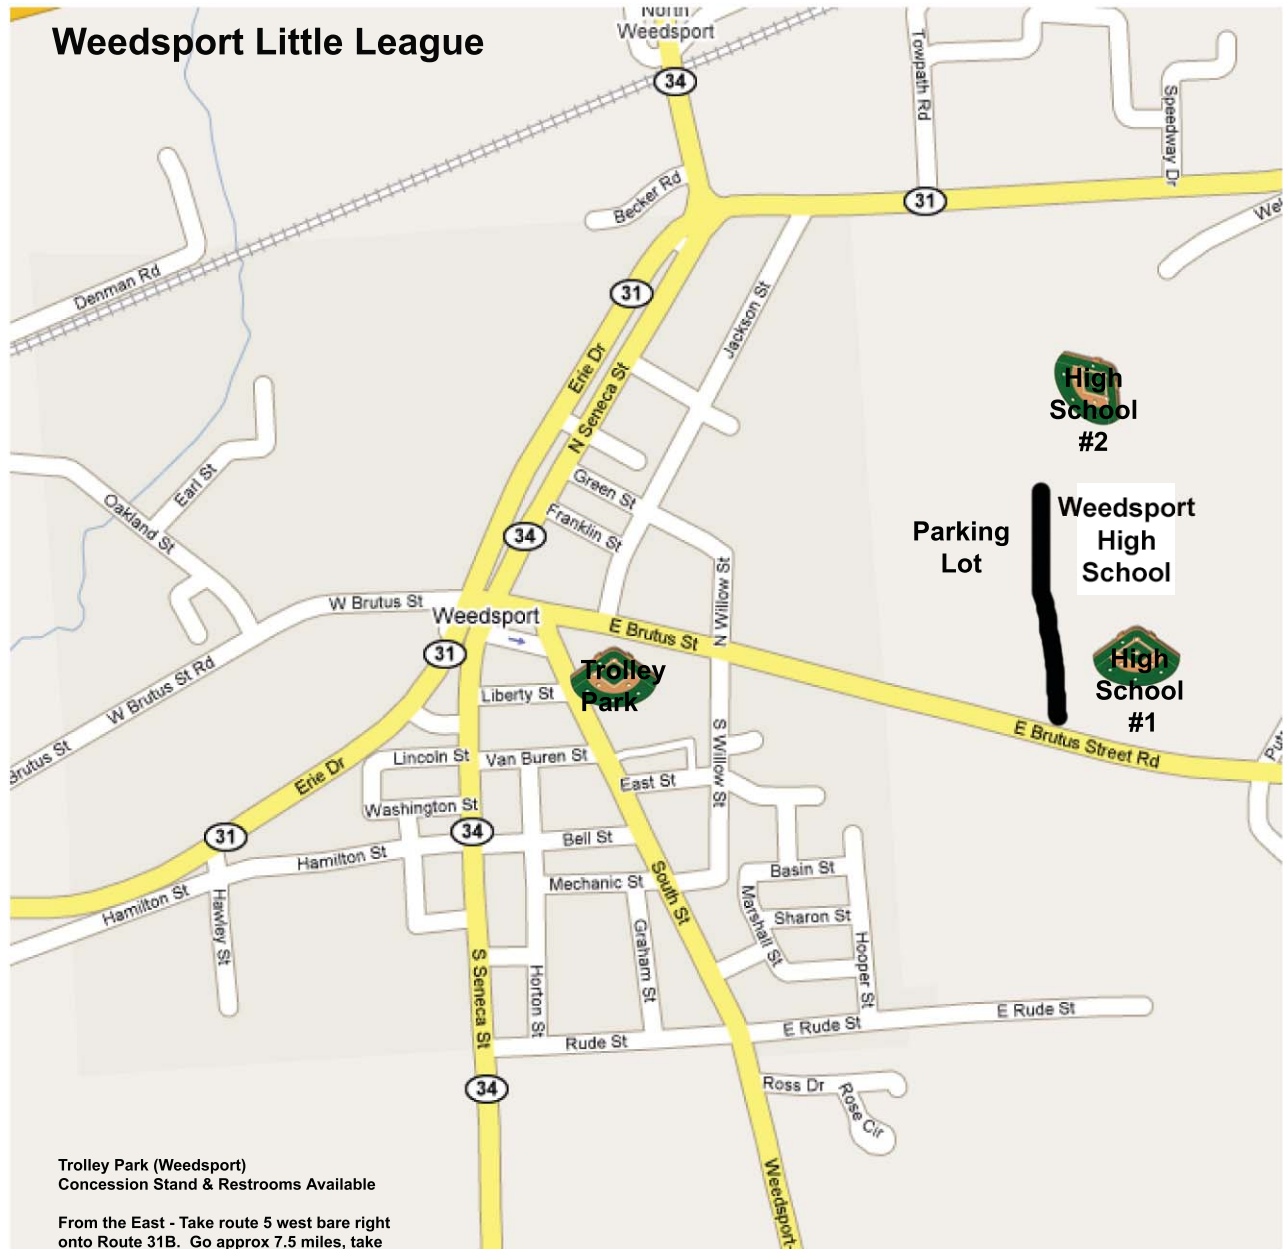 Weedsport Little League
North
Weedsport
34
Towpath Rd
Speedway Dr
Becker Rd
31
Denman Rd
31
Jackson St
Erie Dr
N Seneca St
High
School
#2
Green St
Earl St
Oakland St
Franklin St
34
Parking
Lot
Weedsport
High
School
N Willow St
W Brutus St
Weedsport
E Brutus St
31
Trolley
Park
High
School
#1
W Brutus St Rd
Liberty St
Brutus St
E Brutus Street Rd
S Willow St
Lincoln St
Van Buren St
Erie Dr
East St
Washington St
31
34
Bell St
Hamilton St
Basin St
Mechanic St
South St
Hamilton St
Hawley St
Marshall St
Sharon St
Graham St
Hooper St
S Seneca St
Horton St
E Rude St
E Rude St
Rude St
34
Ross Dr
Rose Cir
Weedsport-
Trolley Park (Weedsport)
Concession Stand & Restrooms Available
From the East - Take route 5 west bare right
onto Route 31B.  Go approx 7.5 miles, take